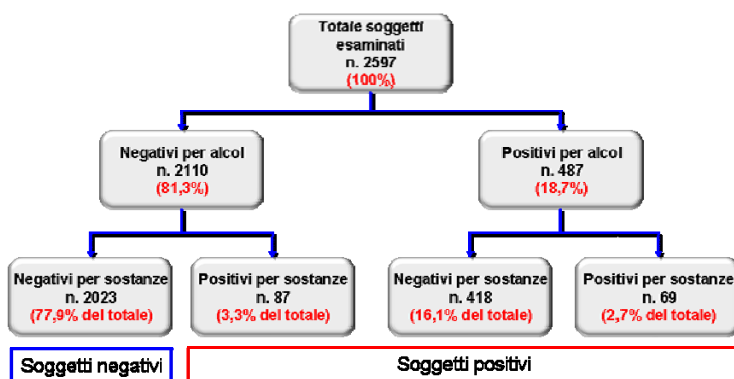 Totale soggetti
esaminati
n. 2597
(100%)
Negativi per alcol
n. 2110
(81,3%)
Positivi per alcol
n. 487
(18,7%)
Negativi per sostanze
n. 2023
(77,9% del totale)
Positivi per sostanze
n. 87
(3,3% del totale)
Negativi per sostanze
n. 418
(16,1% del totale)
Positivi per sostanze
n. 69
(2,7% del totale)
Soggetti negativi
Soggetti positivi